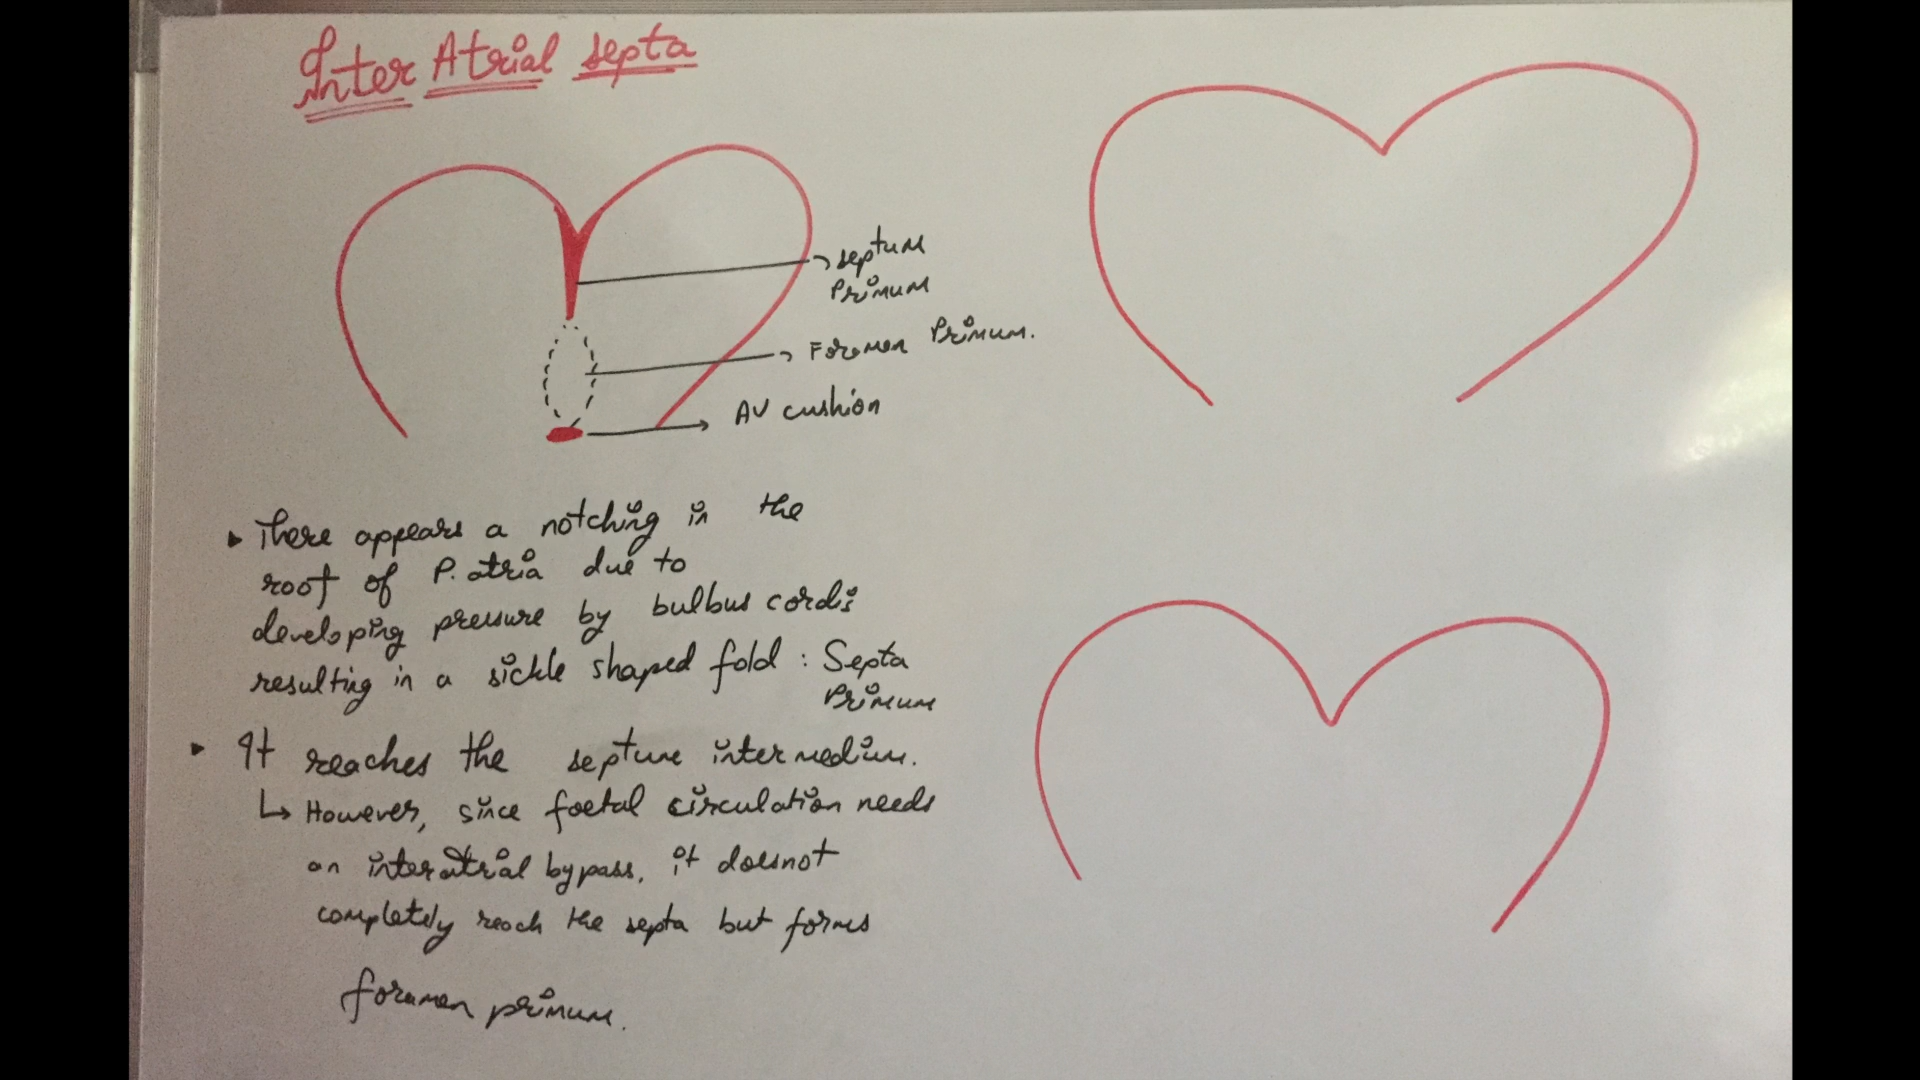 Inter Atrial septa
septum
Primum
Foramen Primum.
AV cushion
There appears a notching in the
roof of P. atria due to
developing pressure by bulbus cordis
resulting in a sickle shaped fold : Septa
Primum
It reaches the septum intermedium.
However, since foetal circulation needs
an interatrial bypass, it doesnot
completely reach the septa but forms
foramen primum.